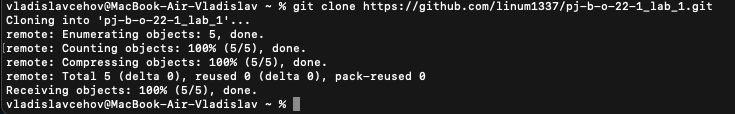 vladislavcehov@MacBook-Air-Vladislav ~ % git clone https://github.com/linum1337/pj-b-o-22-1_lab_1.git
Cloning into 'pj-b-o-22-1_lab_1'...
remote: Enumerating objects: 5, done.
remote: Counting objects: 100% (5/5), done.
remote: Compressing objects: 100% (5/5), done.
remote: Total 5 (delta 0), reused 0 (delta 0), pack-reused 0
Receiving objects: 100% (5/5), done.
vladislavcehov@MacBook-Air-Vladislav ~ %